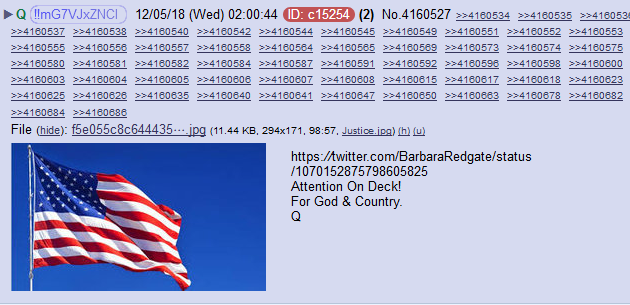 ▶ Q !!mG7VJxZNCI 12/05/18 (Wed) 02:00:44 ID: c15254 (2) No.4160527 >>4160534 >>4160535 >>4160536
>>4160537 >>4160538 >>4160540 >>4160542 >>4160544 >>4160545 >>4160549 >>4160551 >>4160552 >>4160553
>>4160555 >>4160556 >>4160557 >>4160563 >>4160564 >>4160565 >>4160569 >>4160573 >>4160574 >>4160575
>>4160580 >>4160581 >>4160582 >>4160586 >>4160587 >>4160591 >>4160592 >>4160596 >>4160598 >>4160600
>>4160603 >>4160604 >>4160605 >>4160606 >>4160607 >>4160608 >>4160615 >>4160617 >>4160618 >>4160623
>>4160625 >>4160626 >>4160635 >>4160640 >>4160641 >>4160647 >>4160650 >>4160663 >>4160678 >>4160682
>>4160684 >>4160686
File (hide): f5e055c8c644435⋯.jpg (11.44 KB, 294x171, 98:57, Justice.jpg) (h) (u)
https://twitter.com/BarbaraRedgate/status
/1070152875798605825
Attention On Deck!
For God & Country.
Q